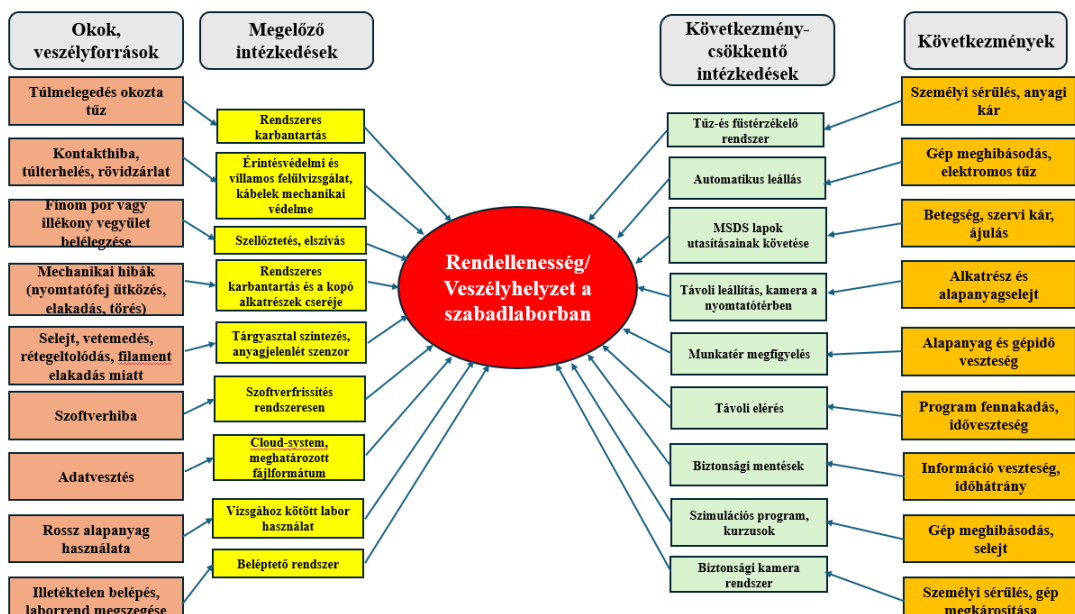 Okok,
veszélyforrások
Megelőző
intézkedések
Következmény-
csökkentő
intézkedések
Következmények
Túlmelegedés okozta
tűz
Kontakthiba,
túlterhelés, rövidzárlat
Finom por vagy
illékony vegyület
belélegzése
Mechanikai hibák
(nyomtatófej ütközés,
elakadás, törés)
Selejt, vetemedés,
rétegeltolódás, filament
elakadás miatt
Szoftverhiba
Adatvesztés
Rossz alapanyag
használata
Illetéktelen belépés,
laborrend megszegése
Rendszeres
karbantartás
Érintésvédelmi és
villamos felülvizsgálat,
kábelek mechanikai
védelme
Szellőztetés, elszívás
Rendszeres
karbantartás és a kopó
alkatrészek cseréje
Tárgyasztal szintezés,
anyagjelenlét szenzor
Szoftverfrissítés
rendszeresen
Cloud-system,
meghatározott
fájlformátum
Vizsgához kötött labor
használat
Beléptető rendszer
Rendellenesség/
Veszélyhelyzet a
szabadlaborban
Tűz-és füstérzékelő
rendszer
Automatikus leállás
MSDS lapok
utasításainak követése
Távoli leállítás, kamera a
nyomtatótérben
Munkatér megfigyelés
Távoli elérés
Biztonsági mentések
Szimulációs program,
kurzusok
Biztonsági kamera
rendszer
Személyi sérülés, anyagi
kár
Gép meghibásodás,
elektromos tűz
Betegség, szervi kár,
ájulás
Alkatrész és
alapanyagselejt
Alapanyag és gépidő
veszteség
Program fennakadás,
időveszteség
Információ veszteség,
időhátrány
Gép meghibásodás,
selejt
Személyi sérülés, gép
megkárosítása